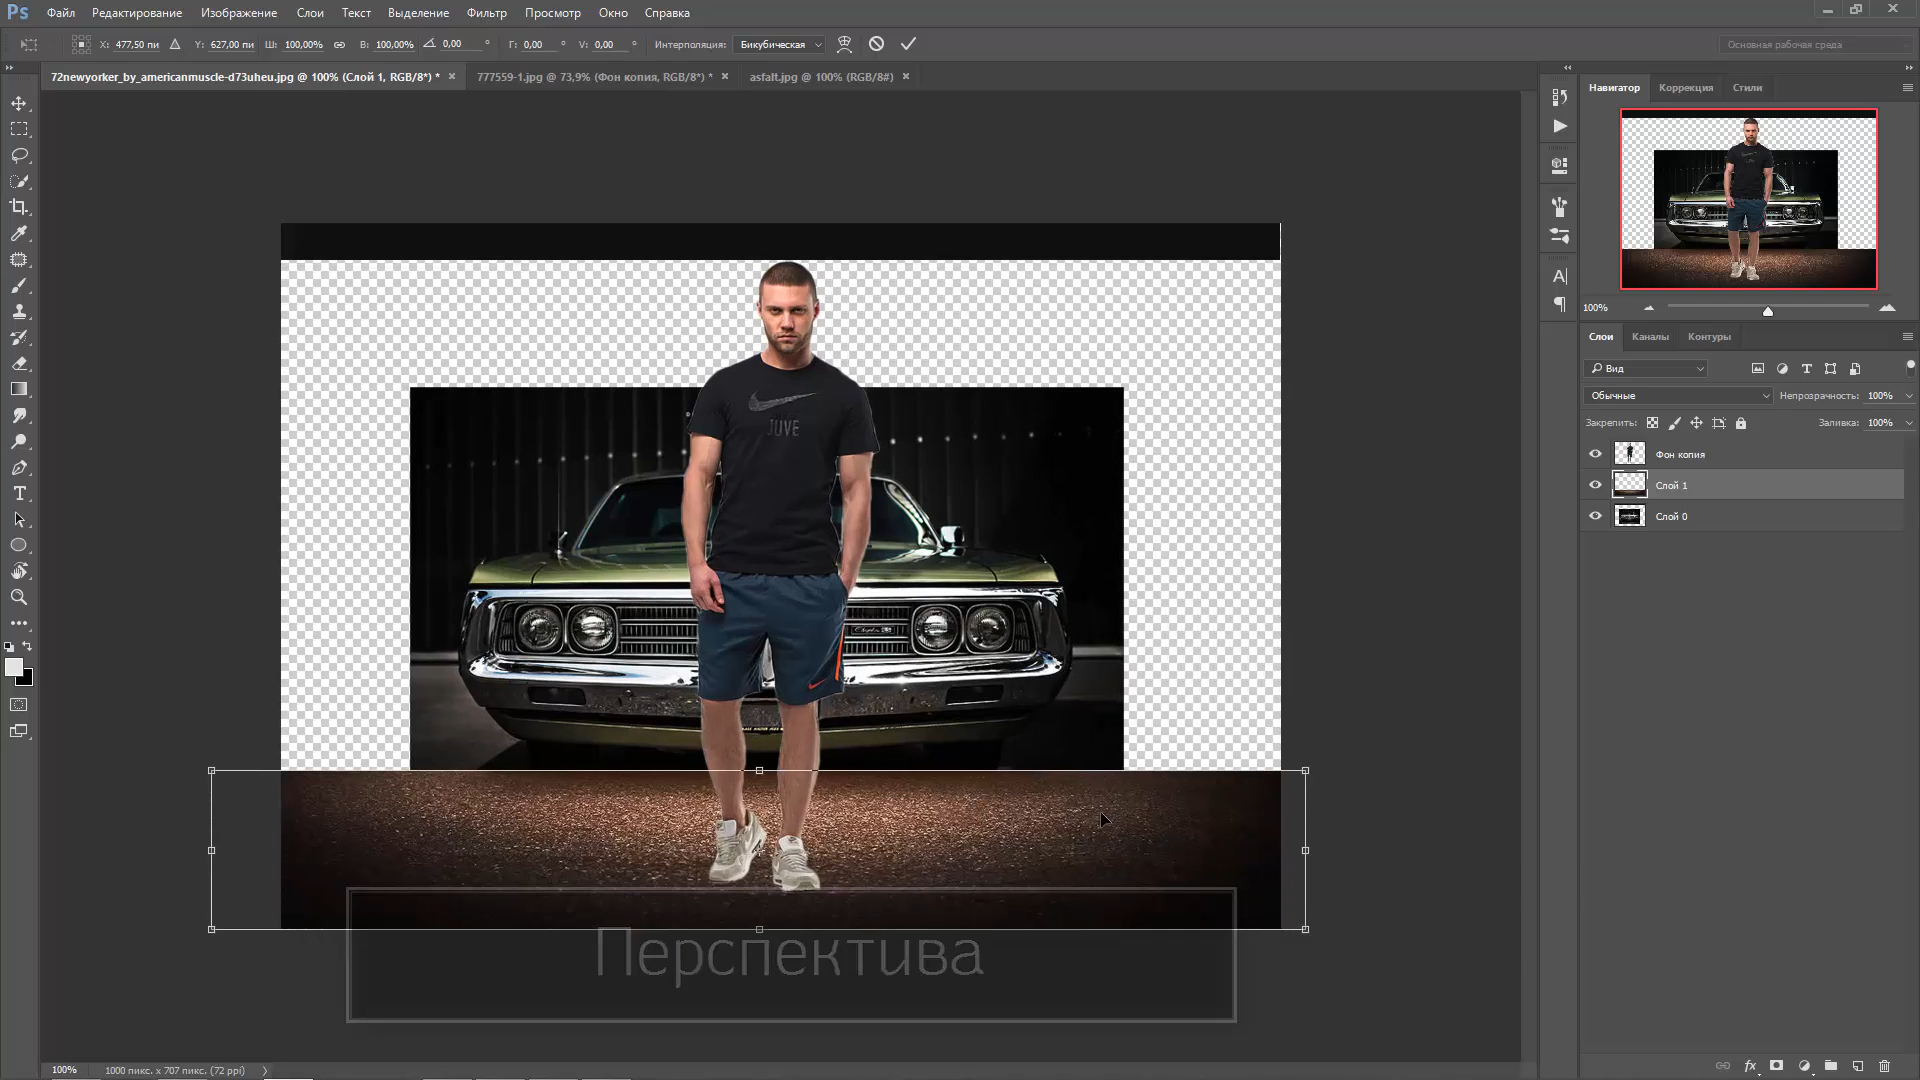 Ps Файл Редактирование Изображение Слои Текст Выделение Фильтр Просмотр Окно Справка
X: 477,50 пи Y: 627,00 пи Ш: 100,00% В: 100,00% 0,00 ° Г: 0,00 ° V: 0,00 ° Интерполяция: Бикубическая Основная рабочая среда
72newyorker_by_americanmuscle-d73uheu.jpg @ 100% (Слой 1, RGB/8*) * 777559-1.jpg @ 73,9% (Фон копия, RGB/8*) * asfalt.jpg @ 100% (RGB/8#)
Навигатор Коррекция Стили
100%
Слои Каналы Контуры
Вид
Обычные Непрозрачность: 100%
Закрепить: Заливка: 100%
Фон копия
Слой 1
Слой 0
JUVE
Перспектива
100% 1000 пикс. x 707 пикс. (72 ppi)